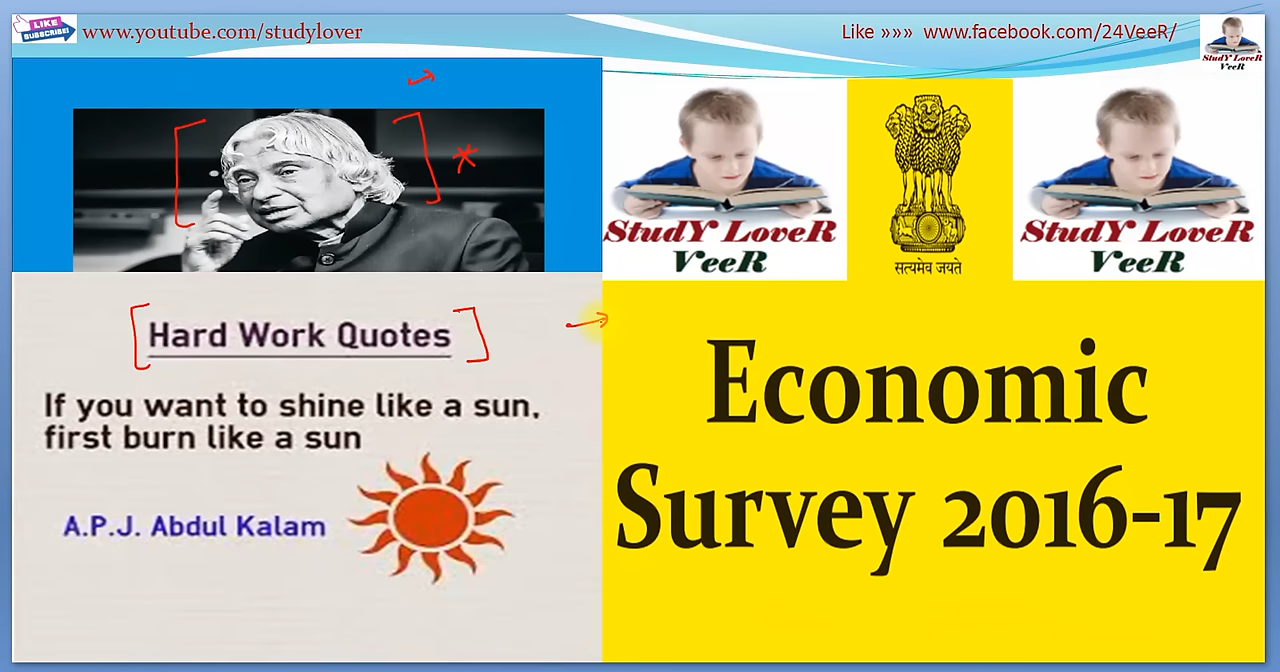 LIKE
SUBSCRIBE!
www.youtube.com/studylover
Like »»» www.facebook.com/24VeeR/
StudY LoveR
VeeR
StudY LoveR
VeeR
सत्यमेव जयते
StudY LoveR
VeeR
Hard Work Quotes
If you want to shine like a sun,
first burn like a sun
A.P.J. Abdul Kalam
Economic
Survey 2016-17